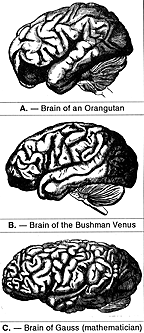 A. — Brain of an Orangutan
B. — Brain of the Bushman Venus
C. — Brain of Gauss (mathematician)